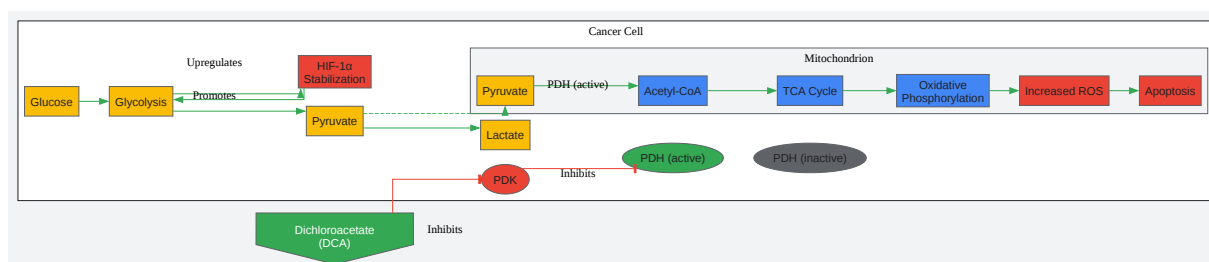 Cancer Cell
Upgregulates
HIF-1α
Stabilization
Mitochondrion
Glucose
Glycolysis
Promotes
Pyruvate
Pyruvate
PDH (active)
Acetyl-CoA
TCA Cycle
Oxidative
Phosphorylation
Increased ROS
Apoptosis
Lactate
PDH (active)
PDH (inactive)
PDK
Inhibits
Dichloroacetate
(DCA)
Inhibits